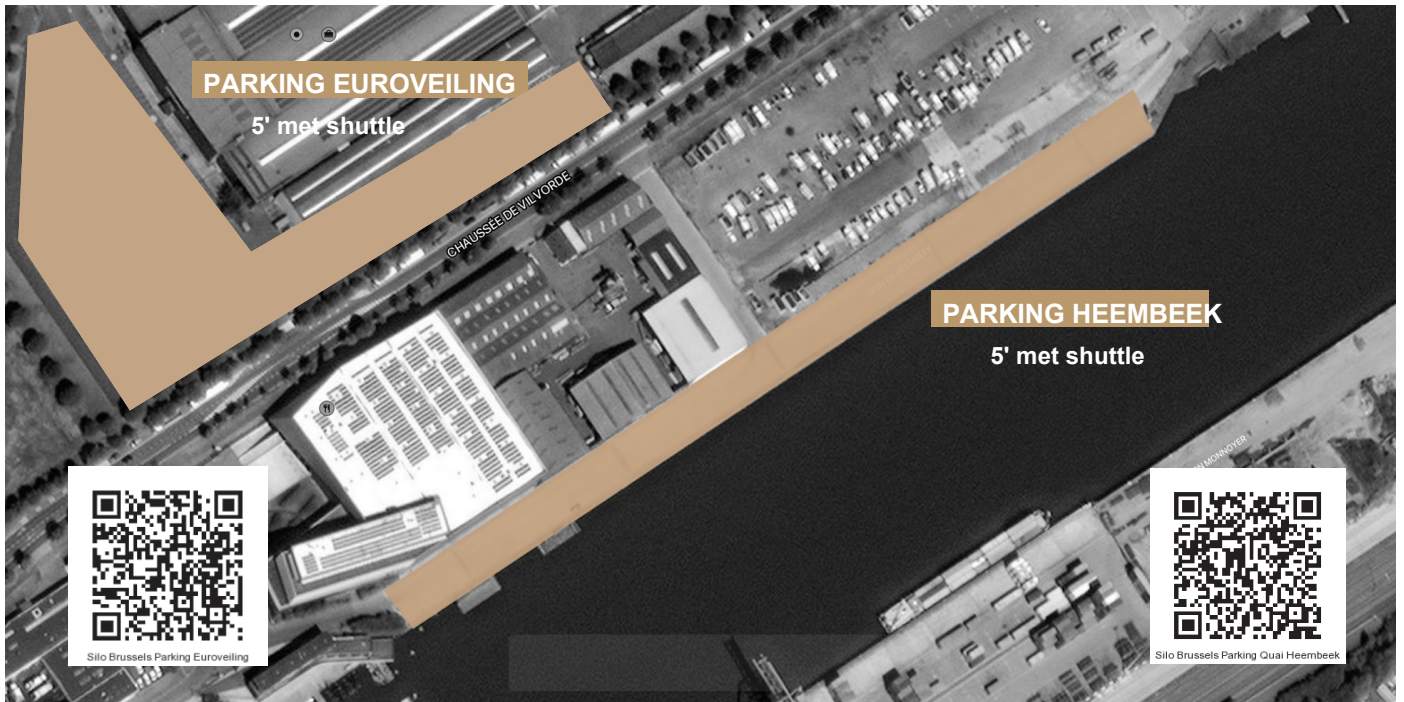 PARKING EUROVEILING
5' met shuttle
CHAUSSÉE DE VILVORDE
PARKING HEEMBEEK
5' met shuttle
MONNOYER
Silo Brussels Parking Euroveiling
Silo Brussels Parking Quai Heembeek